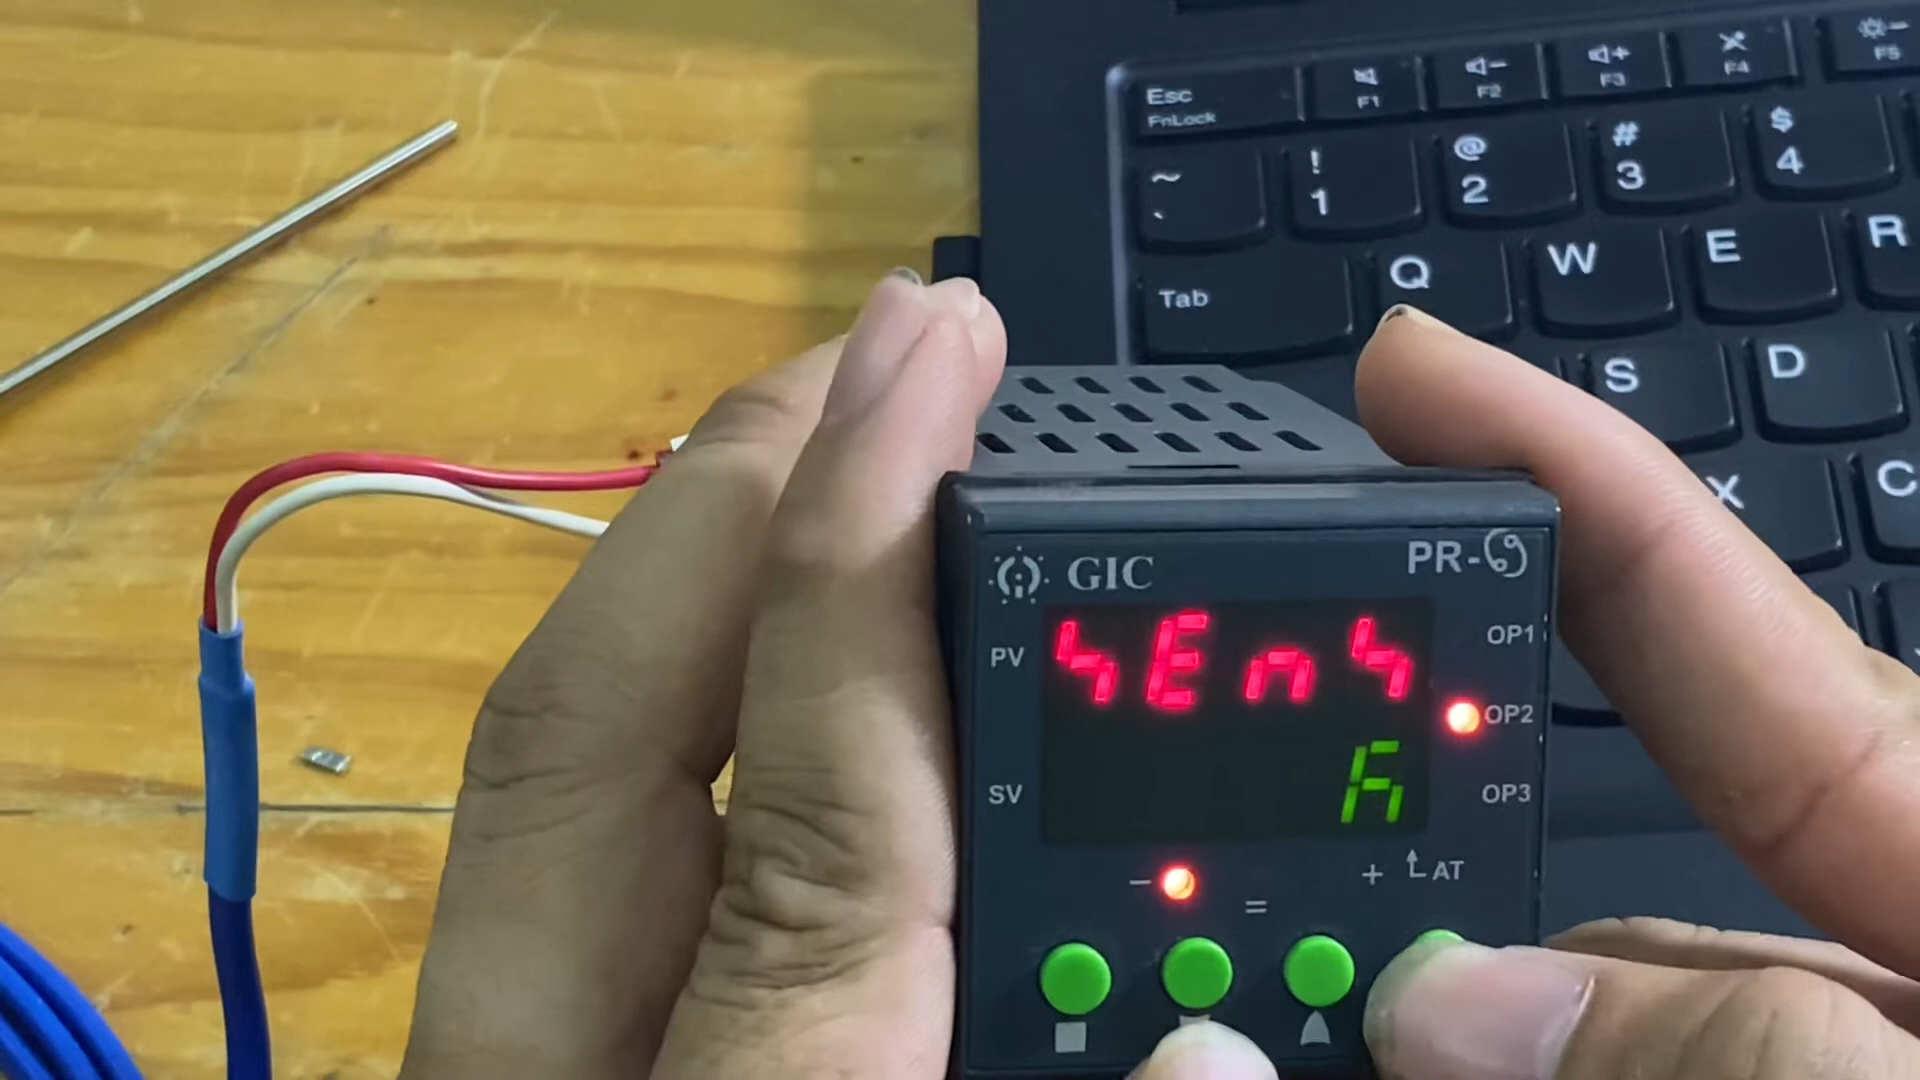 Esc
FnLock
F1
F2
F3
F4
F5
~
`
!
1
@
2
#
3
$
4
Tab
Q
W
E
R
S
D
X
C
GIC
PR-69
PV
SEnS
OP1
OP2
SV
OP3
- = + AT